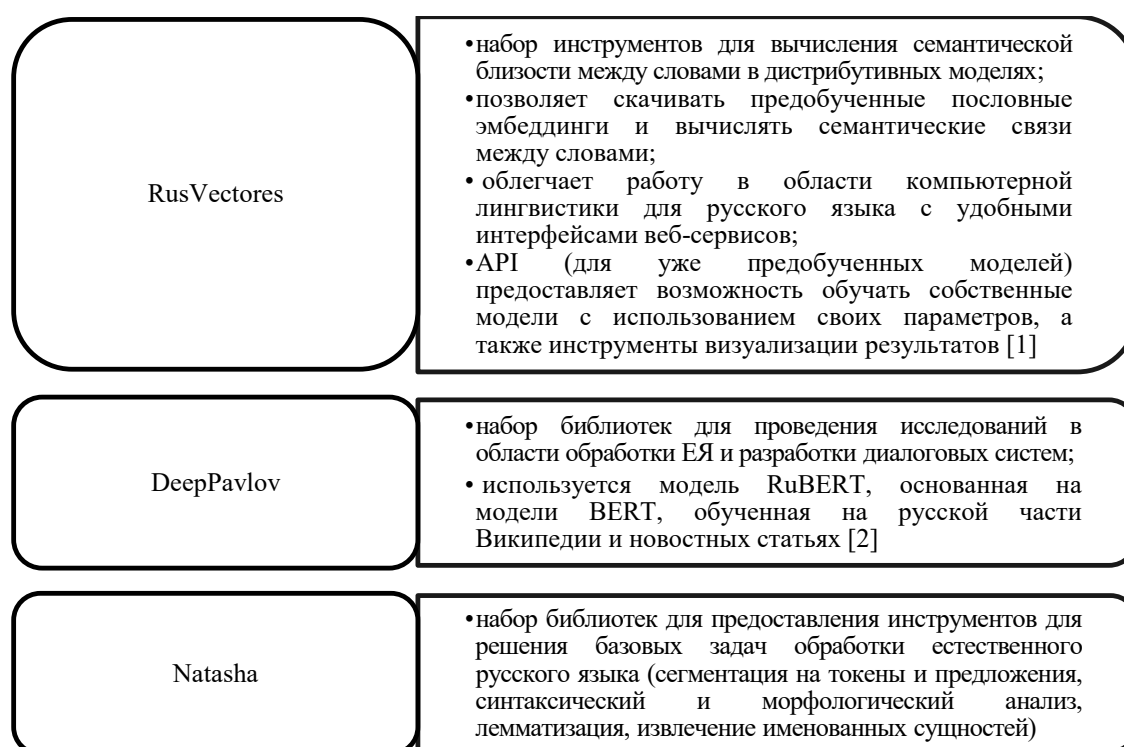 RusVectores
•набор инструментов для вычисления семантической
близости между словами в дистрибутивных моделях;
•позволяет скачивать предобученные пословные
эмбеддинги и вычислять семантические связи
между словами;
• облегчает работу в области компьютерной
лингвистики для русского языка с удобными
интерфейсами веб-сервисов;
•API (для уже предобученных моделей)
предоставляет возможность обучать собственные
модели с использованием своих параметров, а
также инструменты визуализации результатов [1]
DeepPavlov
•набор библиотек для проведения исследований в
области обработки ЕЯ и разработки диалоговых систем;
• используется модель RuBERT, основанная на
модели BERT, обученная на русской части
Википедии и новостных статьях [2]
Natasha
•набор библиотек для предоставления инструментов для
решения базовых задач обработки естественного
русского языка (сегментация на токены и предложения,
синтаксический и морфологический анализ,
лемматизация, извлечение именованных сущностей)